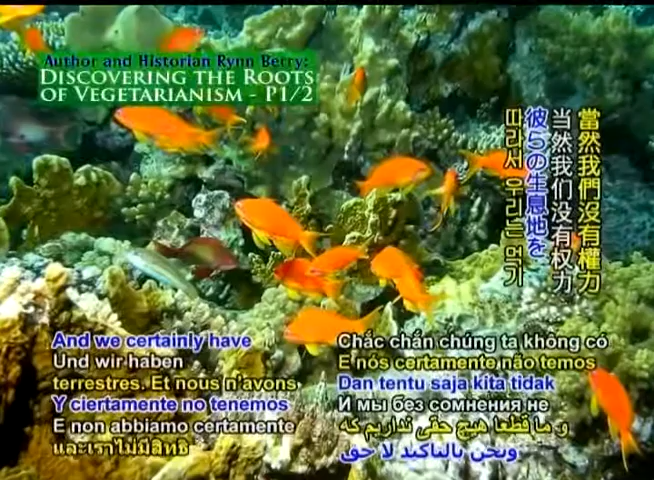 Author and Historian Rynn Berry:
DISCOVERING THE ROOTS
OF VEGETARIANISM - P1/2
當然我們沒有權力
当然我们没有权力
彼らの生息地を
따라서 우리는 여기
And we certainly have
Und wir haben
terrestres. Et nous n'avons
Y ciertamente no tenemos
E non abbiamo certamente
และเราไม่มีสิทธิ์
Chắc chắn chúng ta không có
E nós certamente não temos
Dan tentu saja kita tidak
И мы без сомнения не
و ما قطعا هیچ حقی نداریم که
ونحن بالتاكيد لا حق